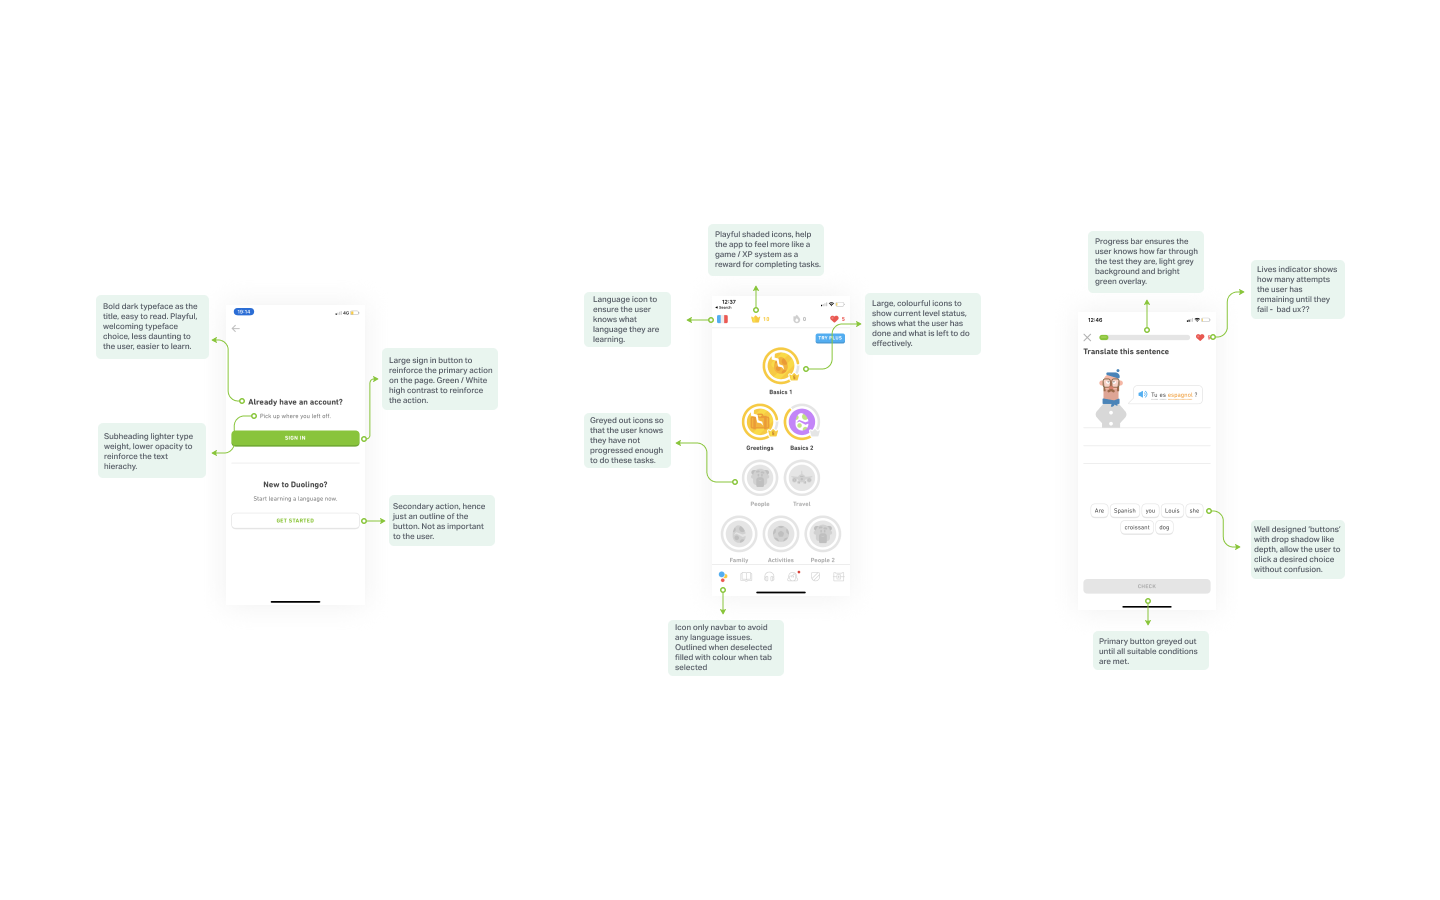 Bold dark typeface as the
title, easy to read. Playful,
welcoming typeface
choice, less daunting to
the user, easier to learn.
Subheading lighter type
weight, lower opacity to
reinforce the text
hierachy.
19:14
4G
Already have an account?
Pick up where you left off.
SIGN IN
New to Duolingo?
Start learning a language now.
GET STARTED
Large sign in button to
reinforce the primary action
on the page. Green / White
high contrast to reinforce
the action.
Secondary action, hence
just an outline of the
button. Not as important
to the user.
Playful shaded icons, help
the app to feel more like a
game / XP system as a
reward for completing tasks.
Language icon to
ensure the user
knows what
language they are
learning.
Greyed out icons so
that the user knows
they have not
progressed enough
to do these tasks.
12:37
Search
13
0
5
TRY PLUS
Basics 1
Greetings
Basics 2
People
Travel
Family
Activities
People 2
Large, colourful icons to
show current level status,
shows what the user has
done and what is left to do
effectively.
Icon only navbar to avoid
any language issues.
Outlined when deselected
filled with colour when tab
selected
Progress bar ensures the
user knows how far through
the test they are, light grey
background and bright
green overlay.
Lives indicator shows
how many attempts
the user has
remaining until they
fail - bad ux??
12:46
Translate this sentence
Tu es espagnol ?
Are Spanish you Louis she
croissant dog
CHECK
Well designed 'buttons'
with drop shadow like
depth, allow the user to
click a desired choice
without confusion.
Primary button greyed out
until all suitable conditions
are met.